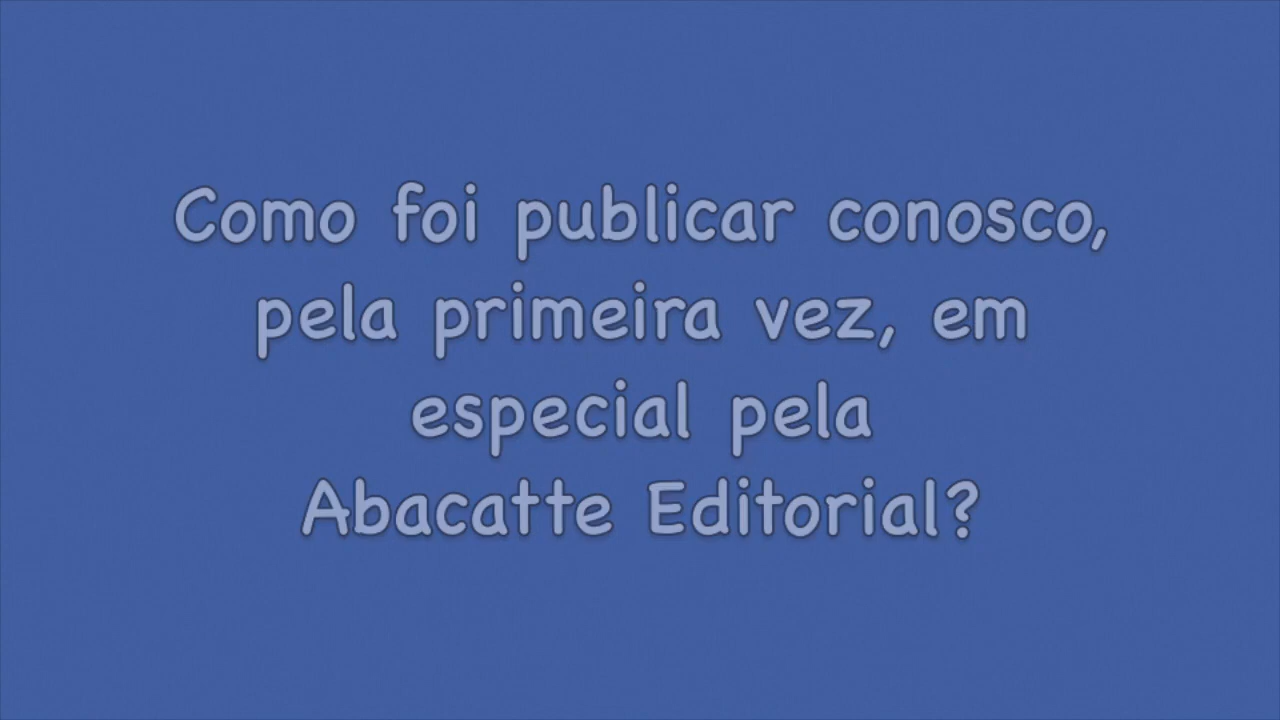 Como foi publicar conosco,
pela primeira vez, em
especial pela
Abacatte Editorial?